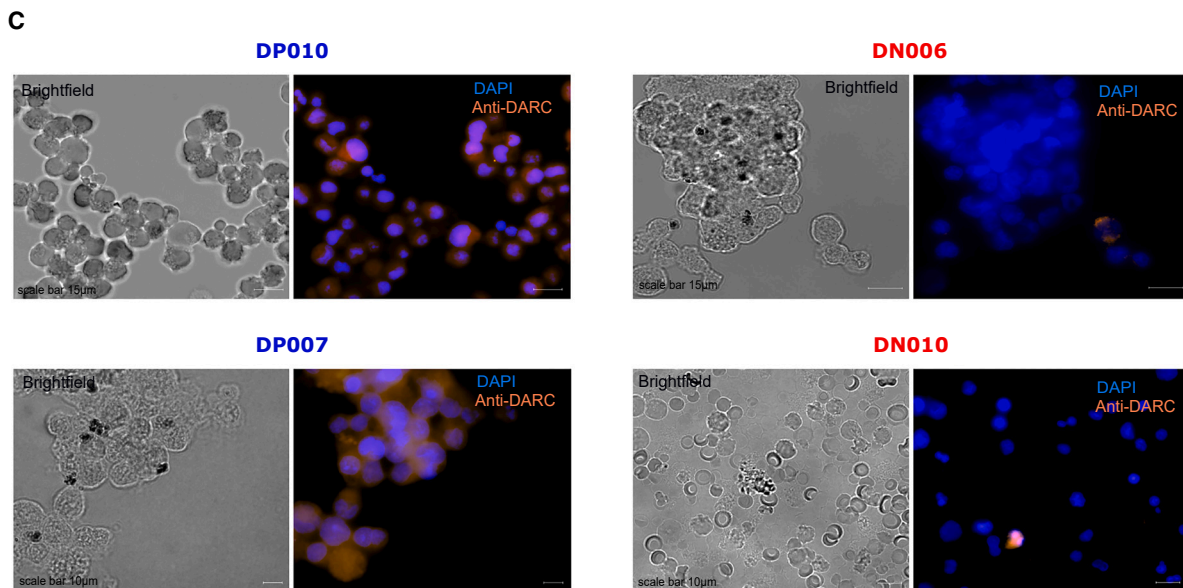 C
DP010
Brightfield
scale bar 15µm
DAPI
Anti-DARC
DN006
Brightfield
scale bar 15µm
DAPI
Anti-DARC
DP007
Brightfield
scale bar 10µm
DAPI
Anti-DARC
DN010
Brightfield
scale bar 10µm
DAPI
Anti-DARC